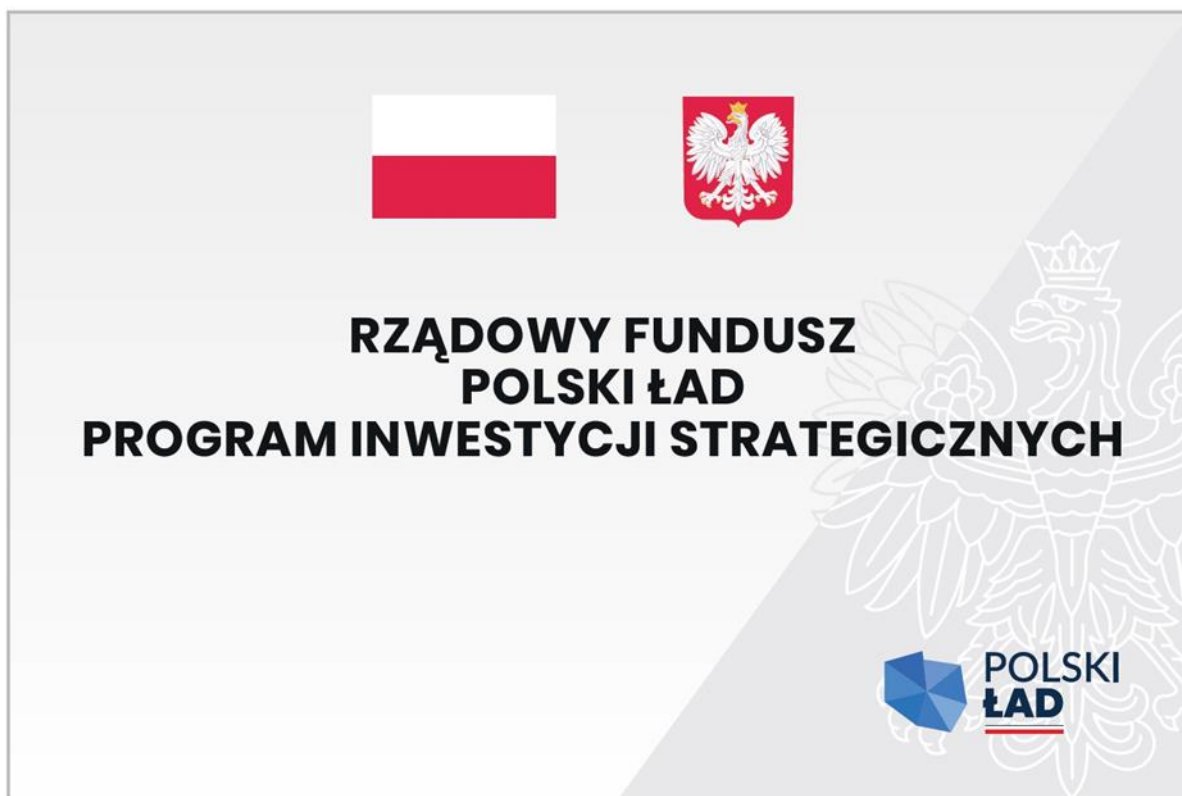 RZĄDOWY FUNDUSZ
POLSKI ŁAD
PROGRAM INWESTYCJI STRATEGICZNYCH
POLSKI
ŁAD